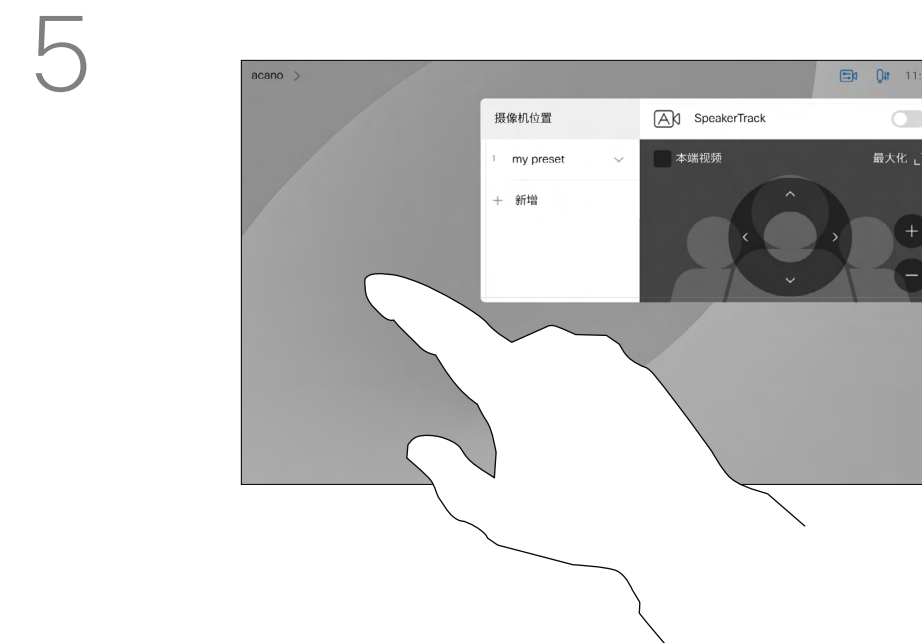 5
acano >
11:
摄像机位置
SpeakerTrack
1 my preset
本端视频
最大化
+ 新增